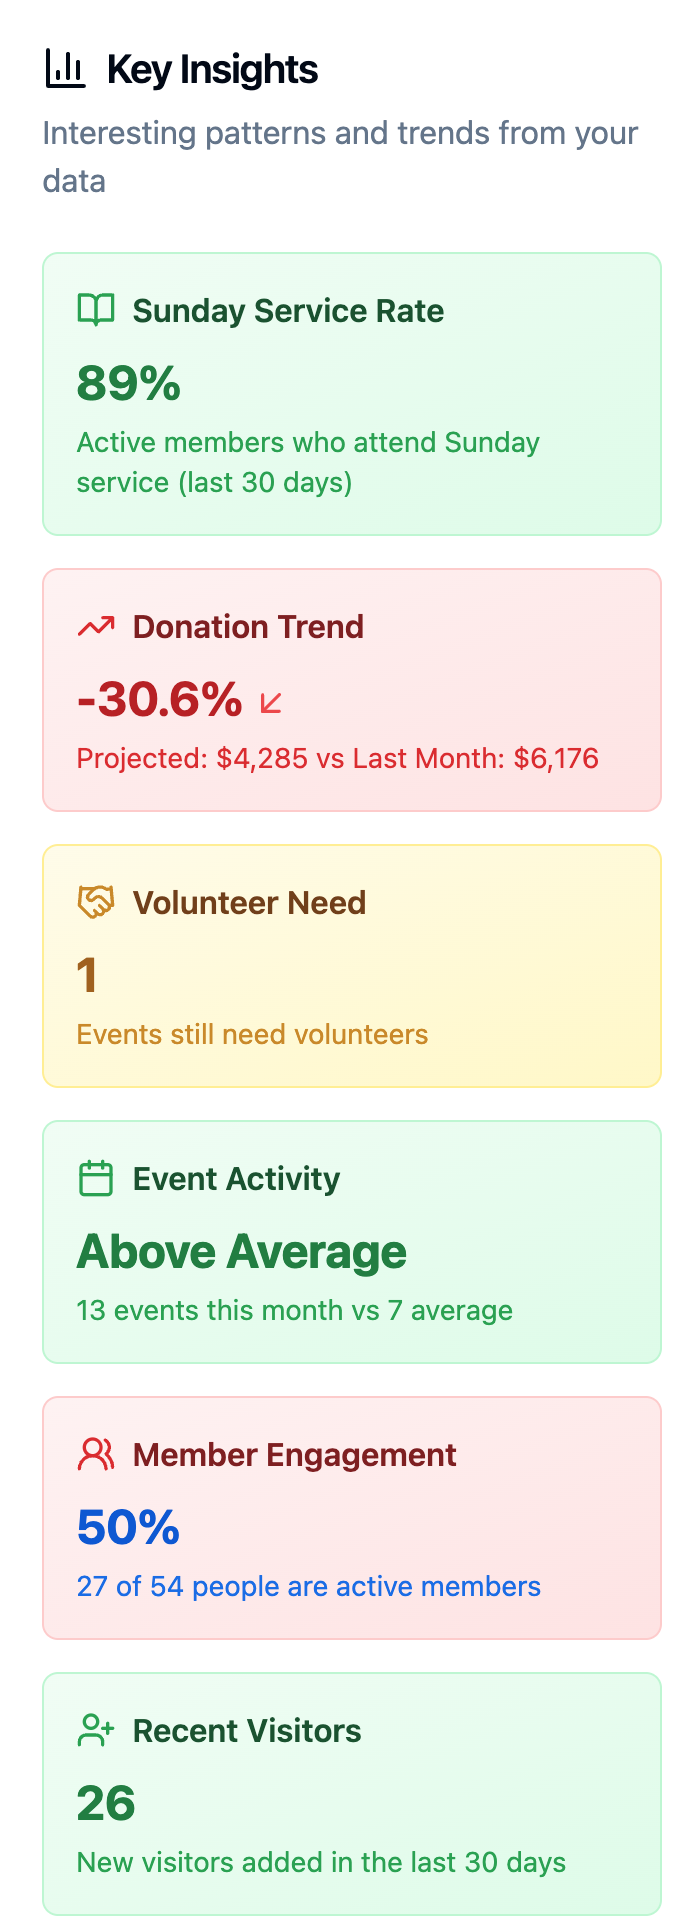 Key Insights
Interesting patterns and trends from your
data
Sunday Service Rate
89%
Active members who attend Sunday
service (last 30 days)
Donation Trend
-30.6%
Projected: $4,285 vs Last Month: $6,176
Volunteer Need
1
Events still need volunteers
Event Activity
Above Average
13 events this month vs 7 average
Member Engagement
50%
27 of 54 people are active members
Recent Visitors
26
New visitors added in the last 30 days